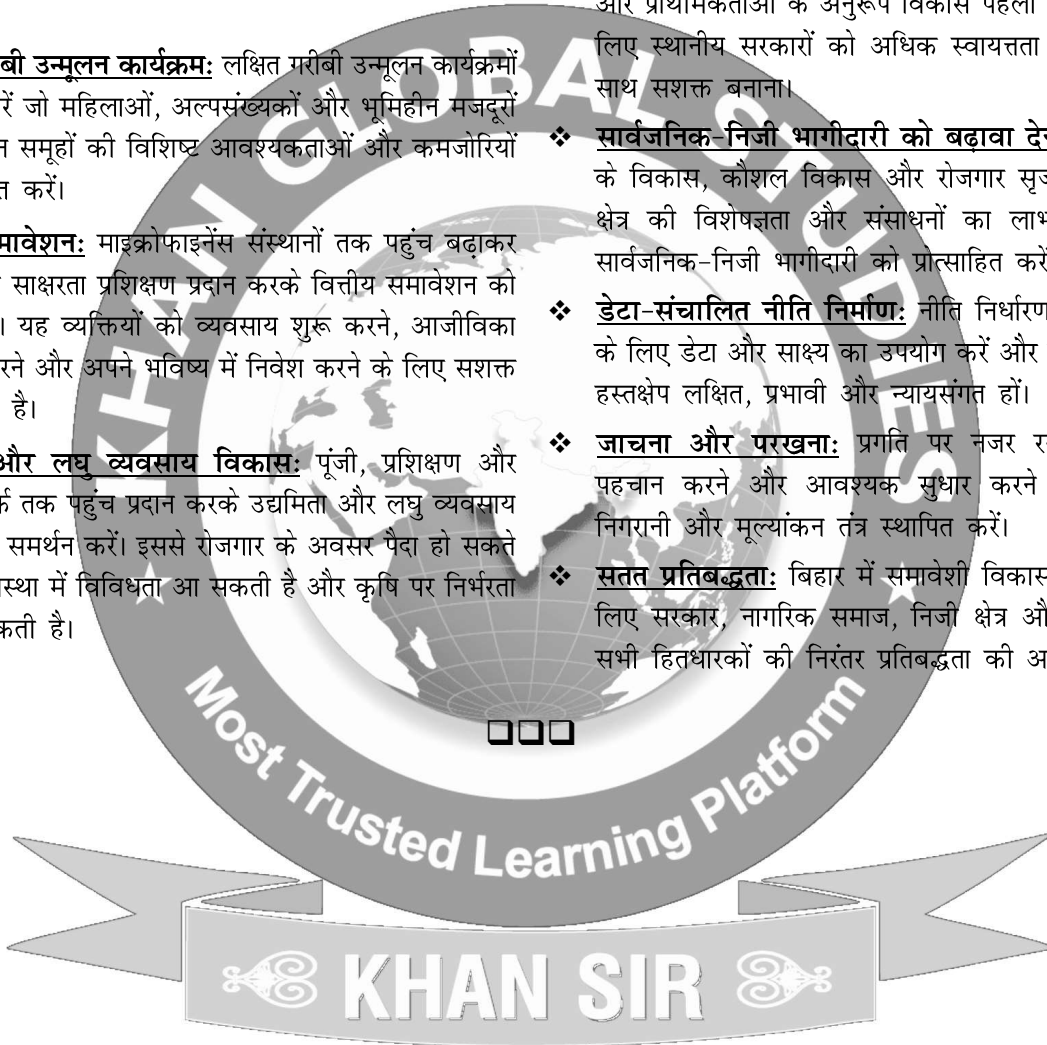 बी उन्मूलन कार्यक्रम: लक्षित गरीबी उन्मूलन कार्यक्रमों
रें जो महिलाओं, अल्पसंख्यकों और भूमिहीन मजदूरों
न समूहों की विशिष्ट आवश्यकताओं और कमजोरियों
त करें।
मावेशन: माइक्रोफाइनेंस संस्थानों तक पहुंच बढ़ाकर
साक्षरता प्रशिक्षण प्रदान करके वित्तीय समावेशन को
। यह व्यक्तियों को व्यवसाय शुरू करने, आजीविका
रने और अपने भविष्य में निवेश करने के लिए सशक्त
है।
और लघु व्यवसाय विकास: पूंजी, प्रशिक्षण और
र्क तक पहुंच प्रदान करके उद्यमिता और लघु व्यवसाय
समर्थन करें। इससे रोजगार के अवसर पैदा हो सकते
स्था में विविधता आ सकती है और कृषि पर निर्भरता
कती है।
और प्राथमिकताओं के अनुरूप विकास पहलों
लिए स्थानीय सरकारों को अधिक स्वायत्तता
साथ सशक्त बनाना।
❖ सार्वजनिक-निजी भागीदारी को बढ़ावा दे
के विकास, कौशल विकास और रोजगार सृज
क्षेत्र की विशेषज्ञता और संसाधनों का लाभ
सार्वजनिक-निजी भागीदारी को प्रोत्साहित करें
❖ डेटा-संचालित नीति निर्माण: नीति निर्धारण
के लिए डेटा और साक्ष्य का उपयोग करें और
हस्तक्षेप लक्षित, प्रभावी और न्यायसंगत हों।
❖ जाचना और परखना: प्रगति पर नजर र
पहचान करने और आवश्यक सुधार करने
निगरानी और मूल्यांकन तंत्र स्थापित करें।
❖ सतत प्रतिबद्धता: बिहार में समावेशी विकास
लिए सरकार, नागरिक समाज, निजी क्षेत्र औ
सभी हितधारकों की निरंतर प्रतिबद्धता की अ
❑❑❑
KHAN GLOBAL STUDIES
Most Trusted Learning Platform
KHAN SIR